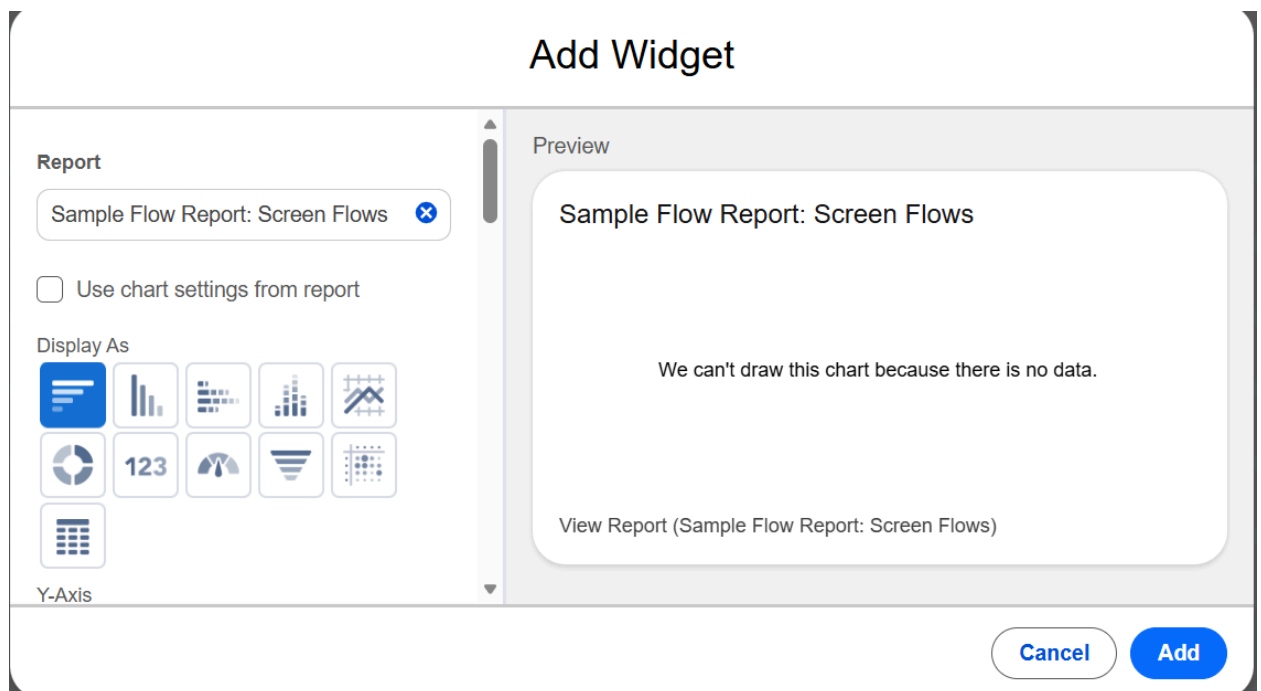 Add Widget
Report
Sample Flow Report: Screen Flows
Use chart settings from report
Display As
123
Y-Axis
Preview
Sample Flow Report: Screen Flows
We can't draw this chart because there is no data.
View Report (Sample Flow Report: Screen Flows)
Cancel
Add